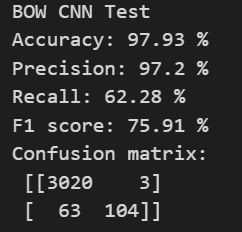 BOW CNN Test
Accuracy: 97.93 %
Precision: 97.2 %
Recall: 62.28 %
F1 score: 75.91 %
Confusion matrix:
[[3020    3]
[  63  104]]